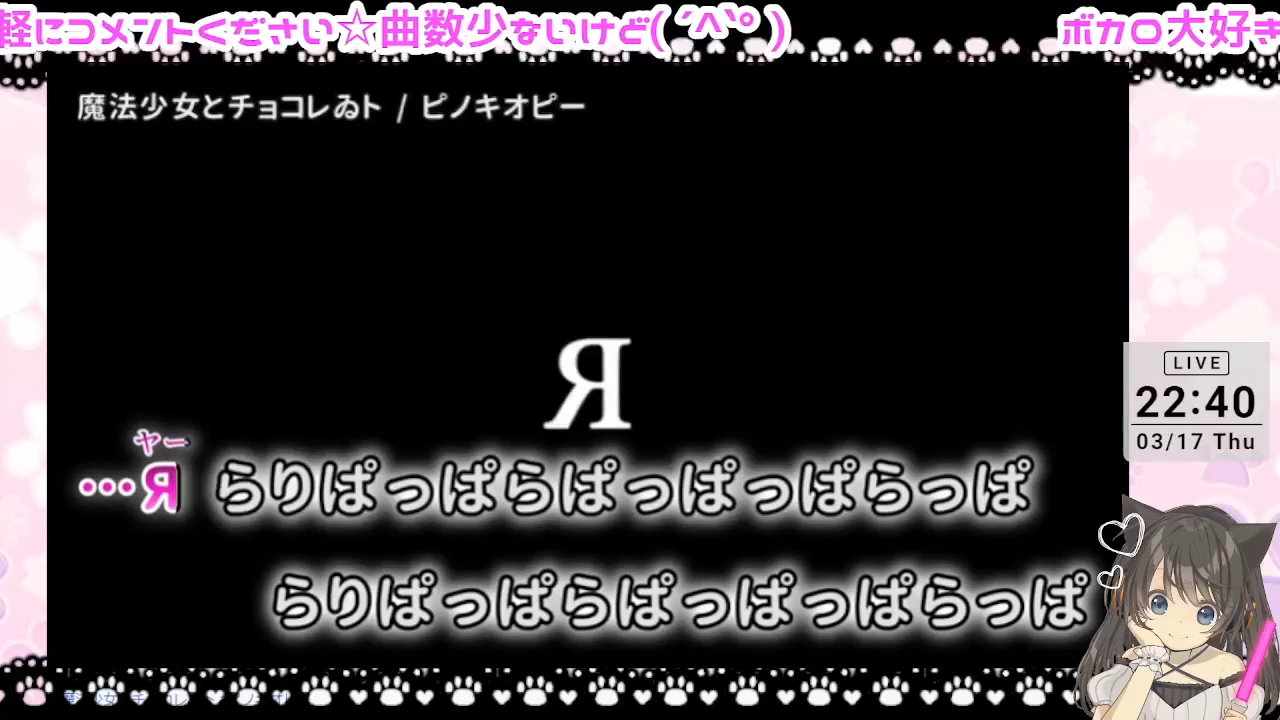 軽にコメントください☆曲数少ないけど( ´^`° )
ボカロ大好き
魔法少女とチョコレゐト / ピノキオピー
LIVE
22:40
03/17 Thu
Я
ヤー
…Я らりぱっぱらぱっぱっぱらっぱ
らりぱっぱらぱっぱっぱらっぱ